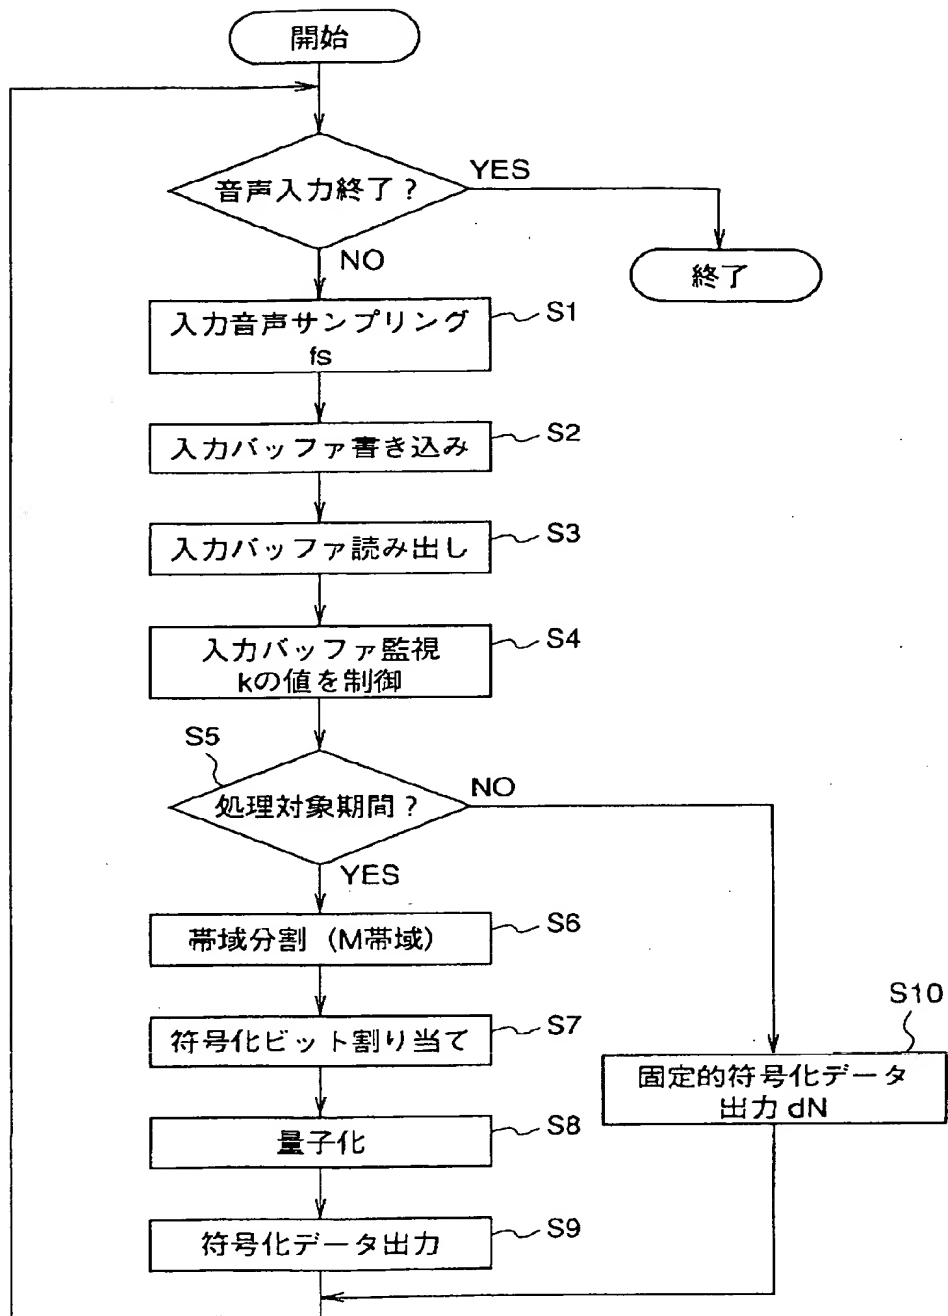 開始
音声入力終了?
YES
終了
NO
入力音声サンプリング
fs
S1
入力バッファ書き込み
S2
入力バッファ読み出し
S3
入力バッファ監視
kの値を制御
S4
S5
処理対象期間?
NO
YES
帯域分割(M帯域)
S6
符号化ビット割り当て
S7
S10
固定的符号化データ
出力 dN
量子化
S8
符号化データ出力
S9